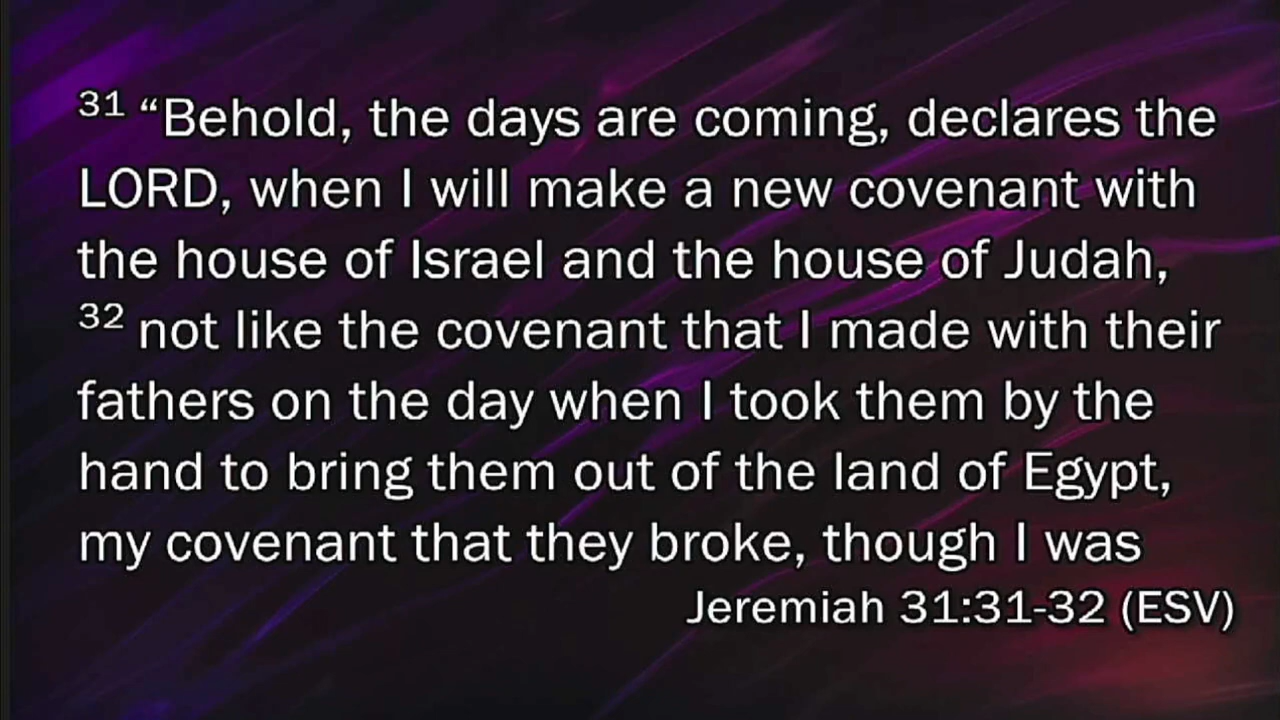 31 “Behold, the days are coming, declares the
LORD, when I will make a new covenant with
the house of Israel and the house of Judah,
32 not like the covenant that I made with their
fathers on the day when I took them by the
hand to bring them out of the land of Egypt,
my covenant that they broke, though I was
Jeremiah 31:31-32 (ESV)